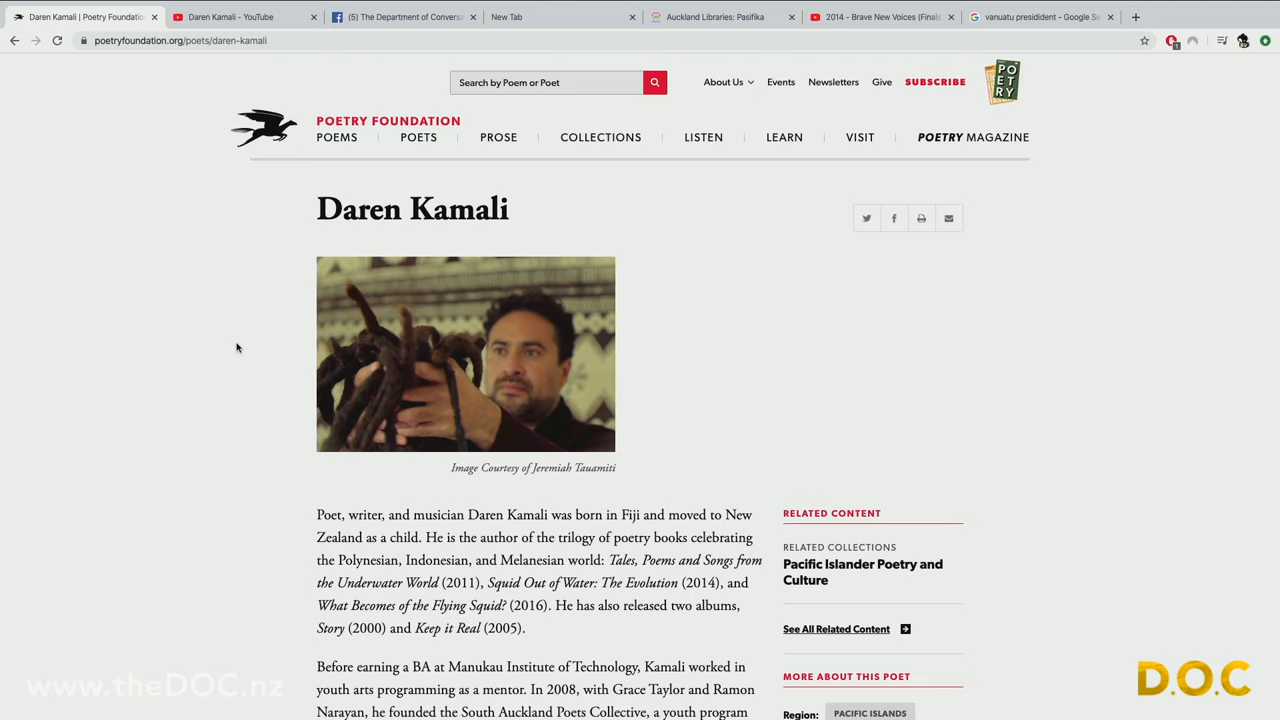 Daren Kamali | Poetry Foundatio
Daren Kamali - YouTube
(5) The Department of Conversa
New Tab
Auckland Libraries: Pasifika
2014 - Brave New Voices (Finals
vanuatu presidident - Google Se
poetryfoundation.org/poets/daren-kamali
1
Search by Poem or Poet
About Us
Events
Newsletters
Give
SUBSCRIBE
PO
ET
RY
POETRY FOUNDATION
POEMS
POETS
PROSE
COLLECTIONS
LISTEN
LEARN
VISIT
POETRY MAGAZINE
Daren Kamali
Image Courtesy of Jeremiah Tauamiti
Poet, writer, and musician Daren Kamali was born in Fiji and moved to New
Zealand as a child. He is the author of the trilogy of poetry books celebrating
the Polynesian, Indonesian, and Melanesian world: Tales, Poems and Songs from
the Underwater World (2011), Squid Out of Water: The Evolution (2014), and
What Becomes of the Flying Squid? (2016). He has also released two albums,
Story (2000) and Keep it Real (2005).
Before earning a BA at Manukau Institute of Technology, Kamali worked in
youth arts programming as a mentor. In 2008, with Grace Taylor and Ramon
Narayan, he founded the South Auckland Poets Collective, a youth program
RELATED CONTENT
RELATED COLLECTIONS
Pacific Islander Poetry and
Culture
See All Related Content
MORE ABOUT THIS POET
Region:
PACIFIC ISLANDS
www.theDOC.nz
D.O.C